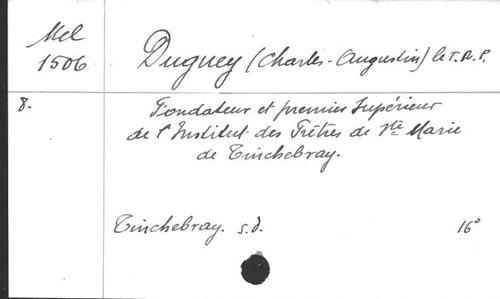 Mel
1506
Duguey (Charles-Augustin) le T.R.P.
8.
Fondateur et premier Supérieur
de l'Institut des Prêtres de Ste Marie
de Tinchebray.
Tinchebray. s.d. 16°